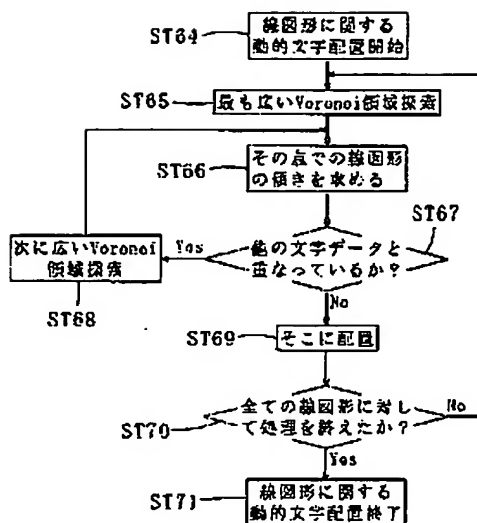 ST64
線図形に関する
動的文字配置開始
ST65
最も広いVoronoi領域探索
ST66
その点での線図形
の傾きを求める
ST67
他の文字データと
重なっているか？
Yes
次に広いVoronoi
領域探索
ST68
No
ST69
そこに配置
ST70
全ての線図形に対し
て処理を終えたか？
No
Yes
ST71
線図形に関する
動的文字配置終了